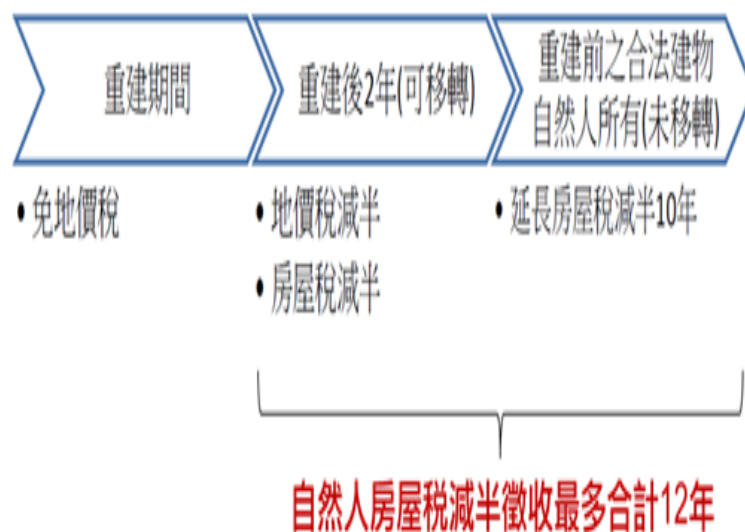 重建期間
重建後2年(可移轉)
重建前之合法建物
自然人所有(未移轉)
• 免地價稅
• 地價稅減半
• 房屋稅減半
• 延長房屋稅減半10年
自然人房屋稅減半徵收最多合計12年